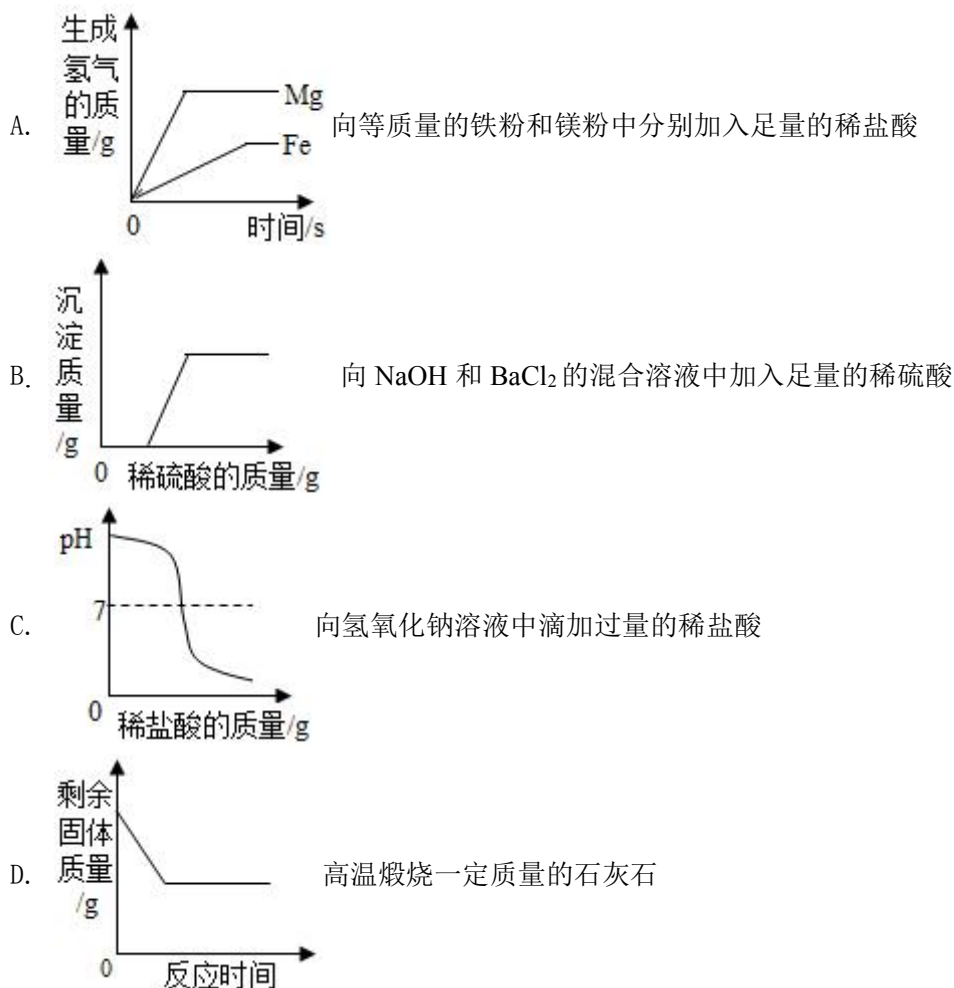 生成
氢气
的质
量/g
Mg
Fe
0
时间/s
A. 向等质量的铁粉和镁粉中分别加入足量的稀盐酸
沉
淀
质
量
/g
0
稀硫酸的质量/g
B. 向 NaOH 和 BaCl₂的混合溶液中加入足量的稀硫酸
pH
7
0
稀盐酸的质量/g
C. 向氢氧化钠溶液中滴加过量的稀盐酸
剩余
固体
质量
/g
0
反应时间
D. 高温煅烧一定质量的石灰石